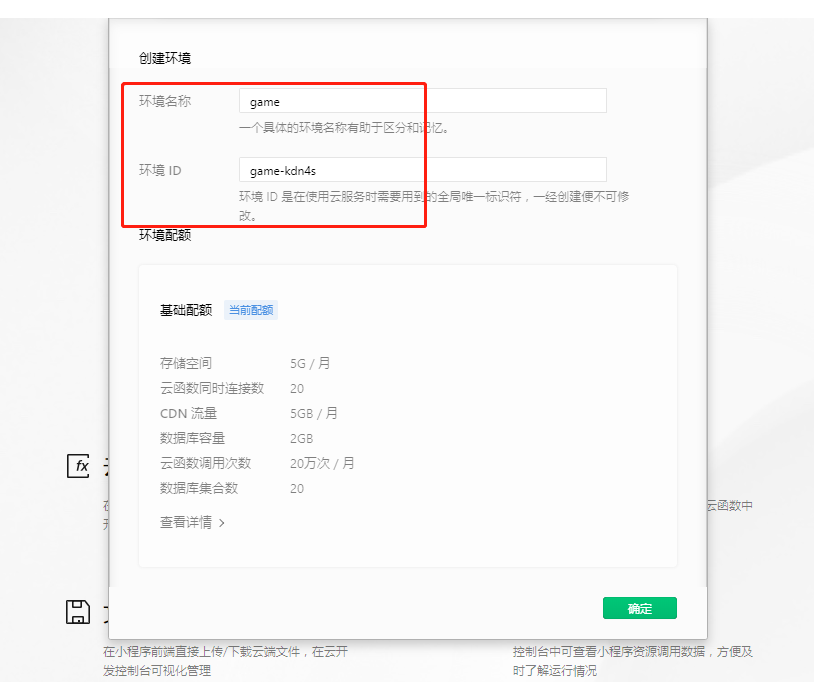 创建环境
环境名称
game
一个具体的环境名称有助于区分和记忆。
环境 ID
game-kdn4s
环境 ID 是在使用云服务时需要用到的全局唯一标识符，一经创建便不可修
改。
环境配额
基础配额 当前配额
存储空间 5G / 月
云函数同时连接数 20
CDN 流量 5GB / 月
数据库容量 2GB
云函数调用次数 20万次 / 月
数据库集合数 20
查看详情 >
fx
云函数中
确定
在小程序前端直接上传/下载云端文件，在云开
发控制台可视化管理
控制台中可查看小程序资源调用数据，方便及
时了解运行情况